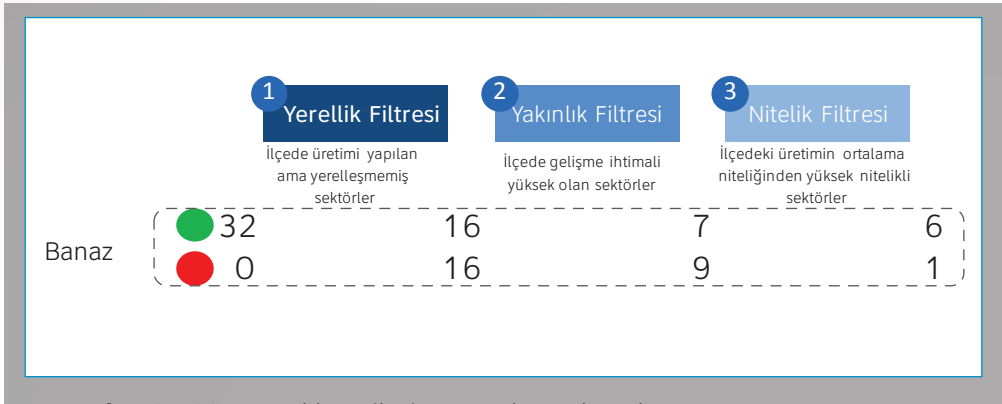 1
Yerellik Filtresi
İlçede üretimi yapılan
ama yerelleşmemiş
sektörler
2
Yakınlık Filtresi
İlçede gelişme ihtimali
yüksek olan sektörler
3
Nitelik Filtresi
İlçedeki üretimin ortalama
niteliğinden yüksek nitelikli
sektörler
Banaz
32 16 7 6
0 16 9 1